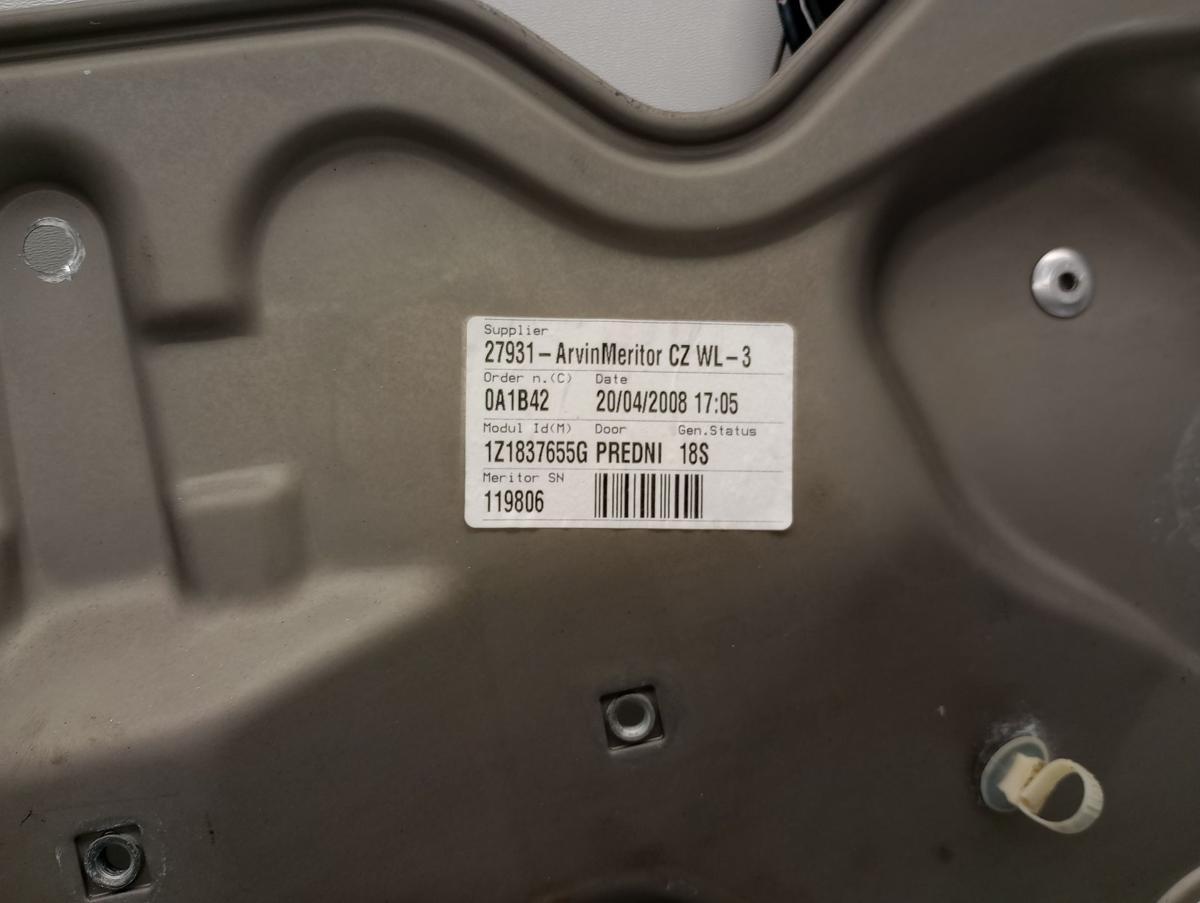 Supplier
27931-ArvinMeritor CZ WL-3
Order n.(C) Date
0A1B42 20/04/2008 17:05
Modul Id(M) Door Gen.Status
1Z1837655G PREDNI 18S
Meritor SN
119806